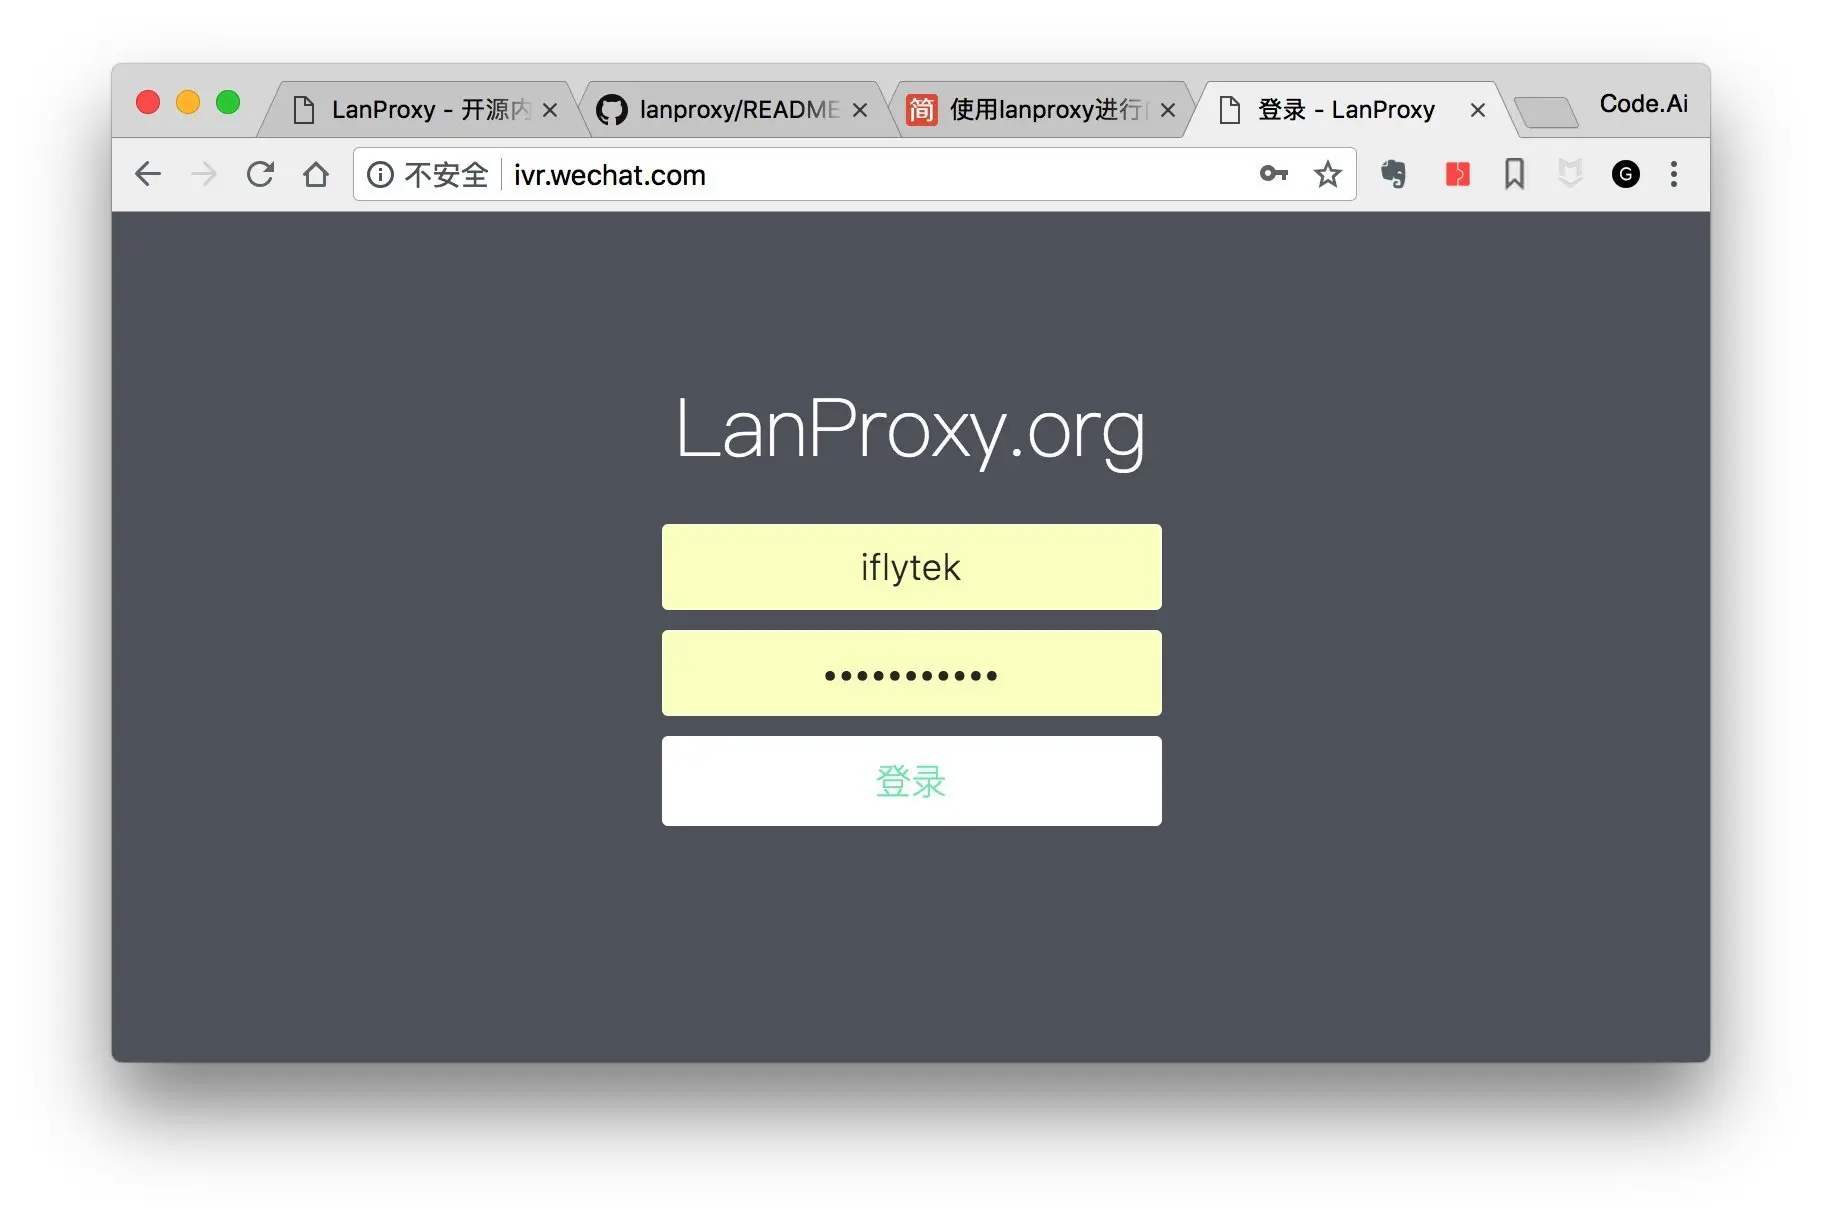 LanProxy - 开源内
lanproxy/README
简 使用lanproxy进行
登录 - LanProxy
Code.Ai
不安全 ivr.wechat.com
G
LanProxy.org
iflytek
•••••••••••
登录